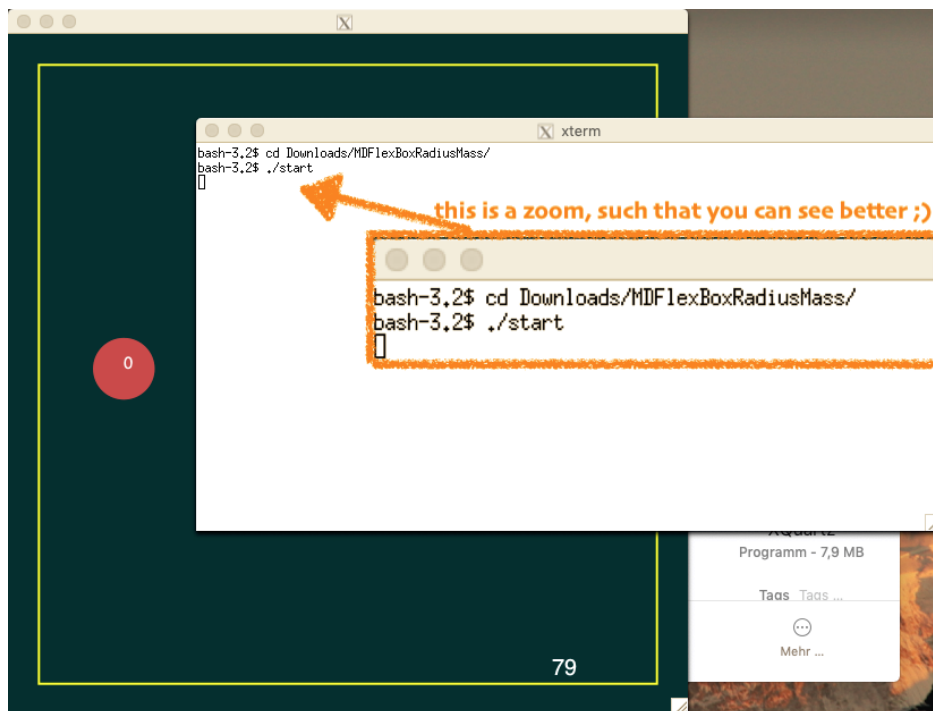 xterm
bash-3.2$ cd Downloads/MDFlexBoxRadiusMass/
bash-3.2$ ./start
this is a zoom, such that you can see better ;)
bash-3.2$ cd Downloads/MDFlexBoxRadiusMass/
bash-3.2$ ./start
0
XQuartz
Programm - 7,9 MB
Tags Tags ...
Mehr ...
79